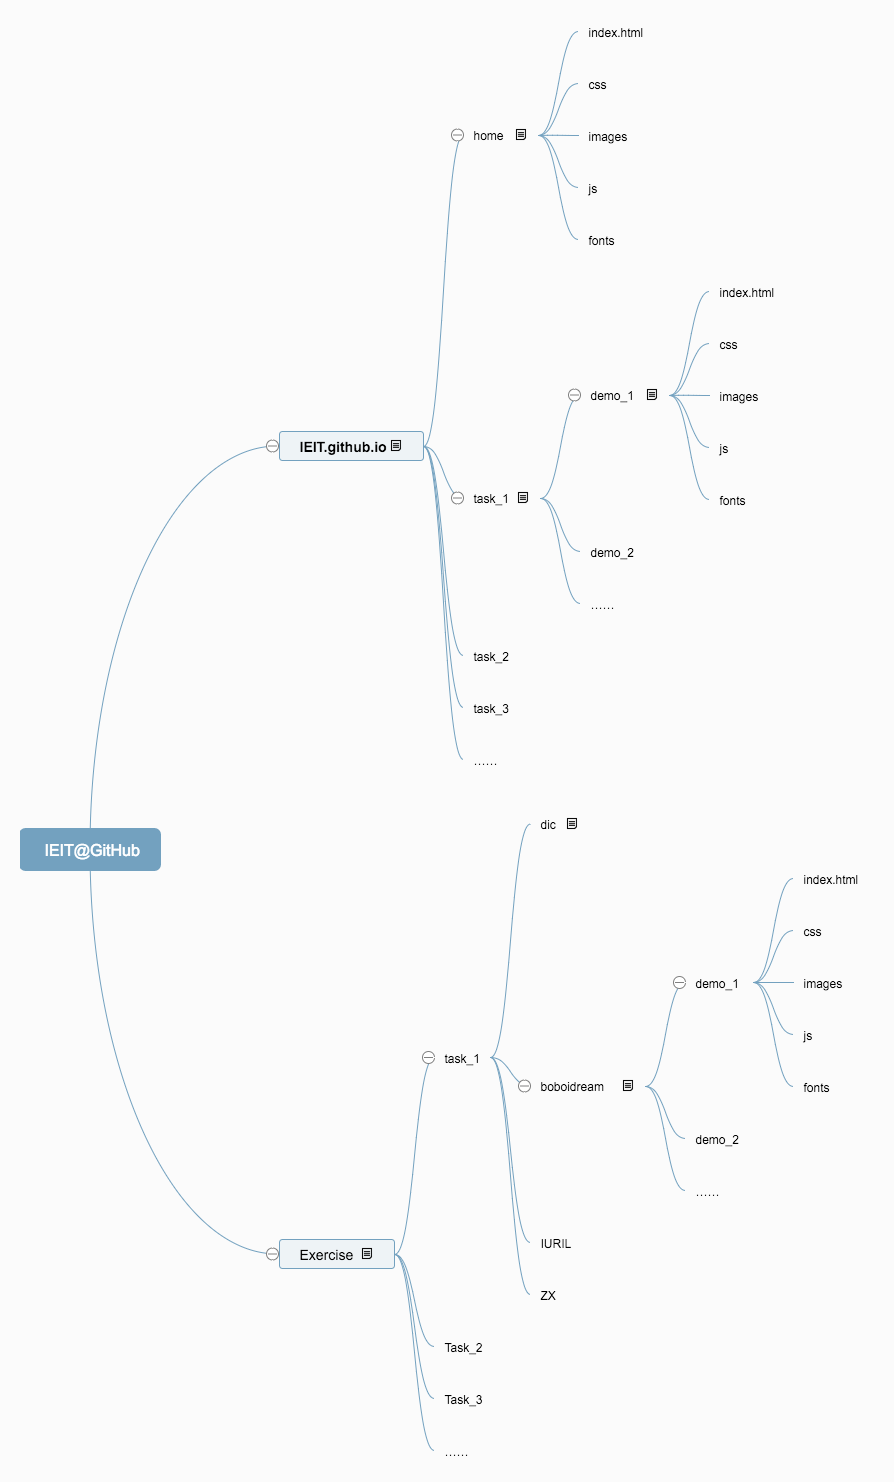 IEIT@GitHub
IEIT.github.io
home
index.html
css
images
js
fonts
task_1
demo_1
index.html
css
images
js
fonts
demo_2
......
task_2
task_3
......
Exercise
task_1
dic
boboidream
demo_1
index.html
css
images
js
fonts
demo_2
......
IURIL
ZX
Task_2
Task_3
......